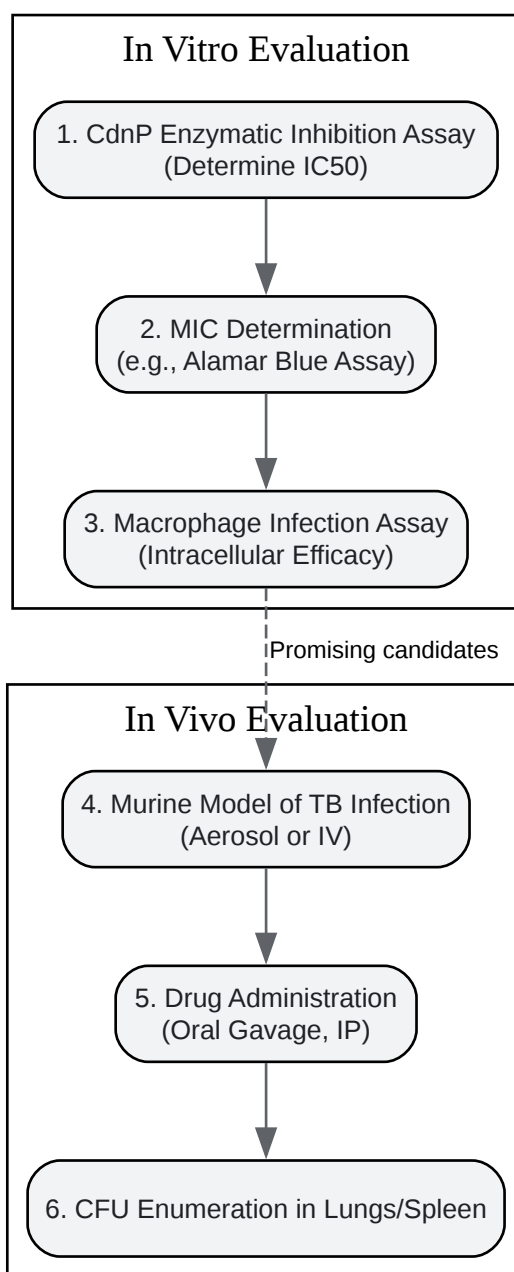 In Vitro Evaluation
1. CdnP Enzymatic Inhibition Assay
(Determine IC50)
2. MIC Determination
(e.g., Alamar Blue Assay)
3. Macrophage Infection Assay
(Intracellular Efficacy)
Promising candidates
In Vivo Evaluation
4. Murine Model of TB Infection
(Aerosol or IV)
5. Drug Administration
(Oral Gavage, IP)
6. CFU Enumeration in Lungs/Spleen